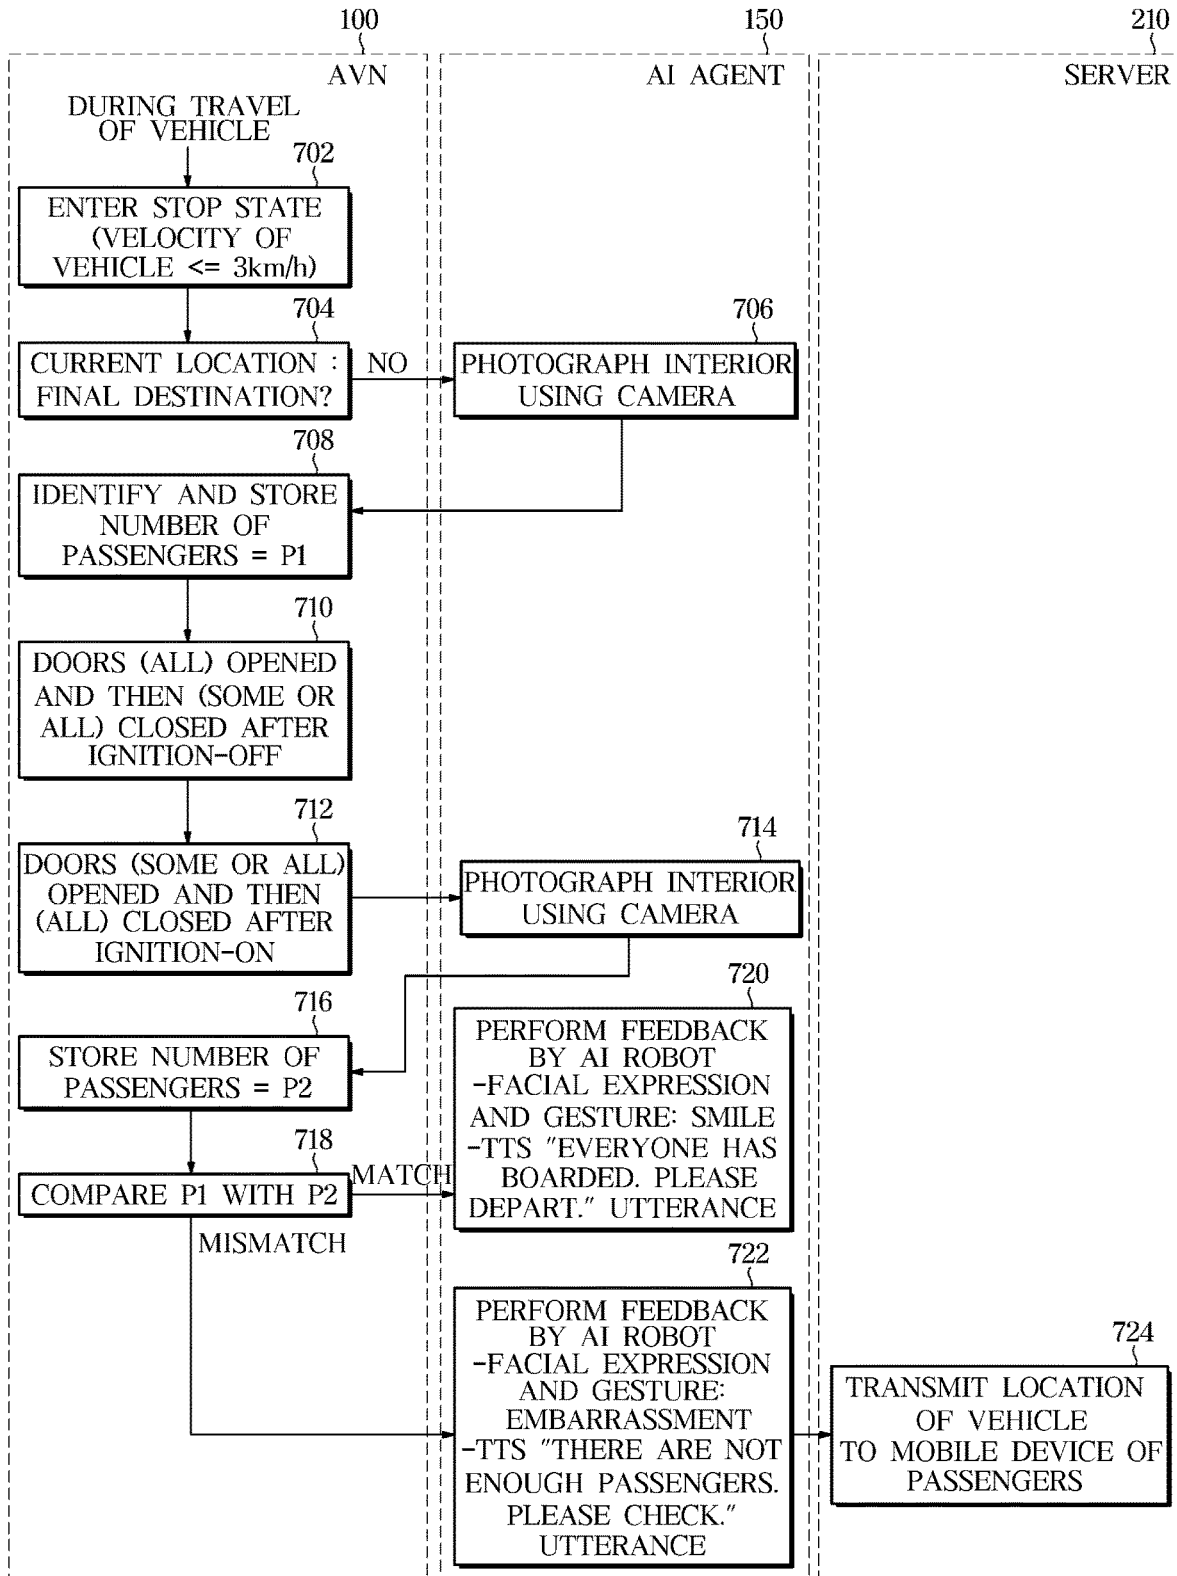 100
150
210
AVN
AI AGENT
SERVER
DURING TRAVEL
OF VEHICLE
702
ENTER STOP STATE
(VELOCITY OF
VEHICLE <= 3km/h)
704
CURRENT LOCATION :
FINAL DESTINATION?
NO
706
PHOTOGRAPH INTERIOR
USING CAMERA
708
IDENTIFY AND STORE
NUMBER OF
PASSENGERS = P1
710
DOORS (ALL) OPENED
AND THEN (SOME OR
ALL) CLOSED AFTER
IGNITION-OFF
712
DOORS (SOME OR ALL)
OPENED AND THEN
(ALL) CLOSED AFTER
IGNITION-ON
714
PHOTOGRAPH INTERIOR
USING CAMERA
716
STORE NUMBER OF
PASSENGERS = P2
718
COMPARE P1 WITH P2
MATCH
MISMATCH
720
PERFORM FEEDBACK
BY AI ROBOT
-FACIAL EXPRESSION
AND GESTURE: SMILE
-TTS "EVERYONE HAS
BOARDED. PLEASE
DEPART." UTTERANCE
722
PERFORM FEEDBACK
BY AI ROBOT
-FACIAL EXPRESSION
AND GESTURE:
EMBARRASSMENT
-TTS "THERE ARE NOT
ENOUGH PASSENGERS.
PLEASE CHECK."
UTTERANCE
724
TRANSMIT LOCATION
OF VEHICLE
TO MOBILE DEVICE OF
PASSENGERS